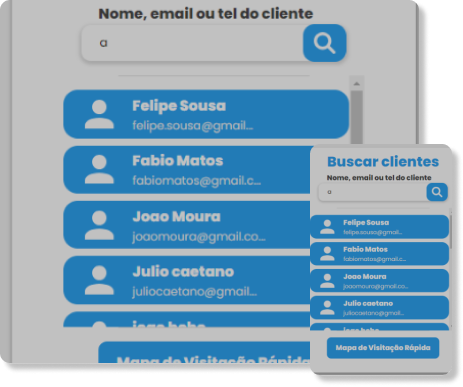 Nome, email ou tel do cliente
a
Felipe Sousa
felipe.sousa@gmail...
Fabio Matos
fabiomatos@gmail.c...
Joao Moura
joaomoura@gmail.co...
Julio caetano
juliocaetano@gmail...
Mapa de Visitação Rápida
Buscar clientes
Nome, email ou tel do cliente
a
Felipe Sousa
felipe.sousa@gmail...
Fabio Matos
fabiomatos@gmail.c...
Joao Moura
joaomoura@gmail.co...
Julio caetano
juliocaetano@gmail...
Mapa de Visitação Rápida